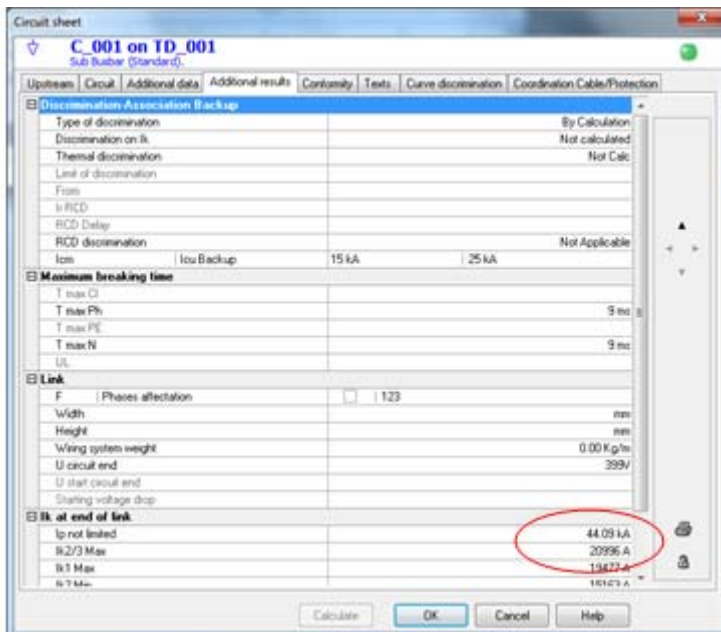 Circuit sheet
C_001 on TD_001
Sub Busbar (Standard).
Upstream Circuit Additional data Additional results Conformity Texts Curve discrimination Coordination Cable/Protection
Discrimination-Association Backup
Type of discrimination By Calculation
Discrimination on Ik Not calculated
Thermal discrimination Not Calc
Limit of discrimination
From
Ir RCD
RCD Delay
RCD discrimination Not Applicable
Icm Icu Backup 15 kA 25 kA
Maximum breaking time
T max CI
T max Ph 9 ms
T max PE
T max N 9 ms
UL
Link
F Phases affectation 123
Width mm
Height mm
Wiring system weight 0.00 Kg/m
U circuit end 399V
U start circuit end
Starting voltage drop
Ik at end of link
Ip not limited 44.09 kA
Ik2/3 Max 20996 A
Ik1 Max 19477 A
Ik2 Min 15163 A
Calculate OK Cancel Help